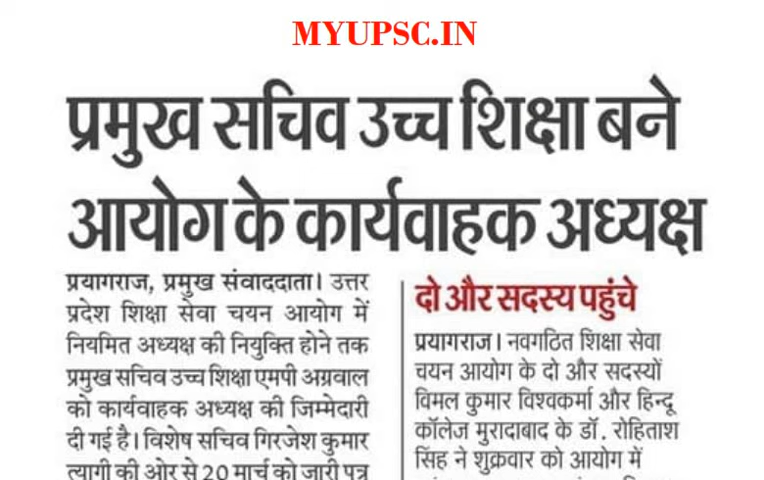 MYUPSC.IN
प्रमुख सचिव उच्च शिक्षा बने
आयोग के कार्यवाहक अध्यक्ष
प्रयागराज, प्रमुख संवाददाता। उत्तर
प्रदेश शिक्षा सेवा चयन आयोग में
नियमित अध्यक्ष की नियुक्ति होने तक
प्रमुख सचिव उच्च शिक्षा एमपी अग्रवाल
को कार्यवाहक अध्यक्ष की जिम्मेदारी
दी गई है। विशेष सचिव गिरजेश कुमार
त्यागी की ओर से 20 मार्च को जारी पत्र
दो और सदस्य पहुंचे
प्रयागराज। नवगठित शिक्षा सेवा
चयन आयोग के दो और सदस्यों
विमल कुमार विश्वकर्मा और हिन्दू
कॉलेज मुरादाबाद के डॉ. रोहिताश
सिंह ने शुक्रवार को आयोग में